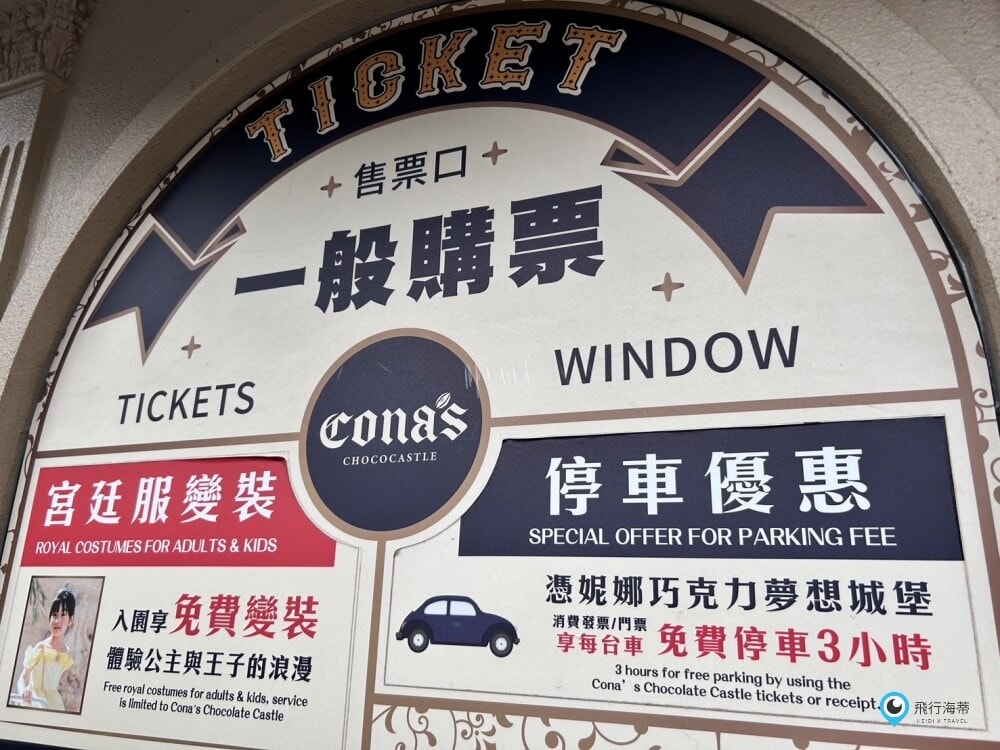 TICKET
售票口
一般購票
TICKETS
WINDOW
cona's
CHOCOCASTLE
宮廷服變裝
ROYAL COSTUMES FOR ADULTS & KIDS
入園享免費變裝
體驗公主與王子的浪漫
Free royal costumes for adults & kids, service
is limited to Cona's Chocolate Castle
停車優惠
SPECIAL OFFER FOR PARKING FEE
憑妮娜巧克力夢想城堡
消費發票/門票
享每台車 免費停車3小時
3 hours for free parking by using the
Cona's Chocolate Castle tickets or receipt.
飛行海蒂
HEIDI X TRAVEL